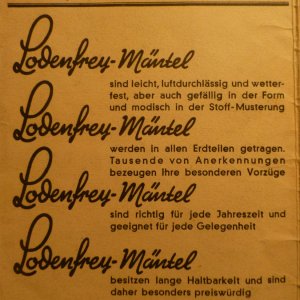 Lodenfrey-Mäntel
sind leicht, luftdurchlässig und wetter-
fest, aber auch gefällig in der Form
und modisch in der Stoff-Musterung
Lodenfrey-Mäntel
werden in allen Erdteilen getragen.
Tausende von Anerkennungen
bezeugen ihre besonderen Vorzüge
Lodenfrey-Mäntel
sind richtig für jede Jahreszeit und
geeignet für jede Gelegenheit
Lodenfrey-Mäntel
besitzen lange Haltbarkeit und sind
daher besonders preiswürdig